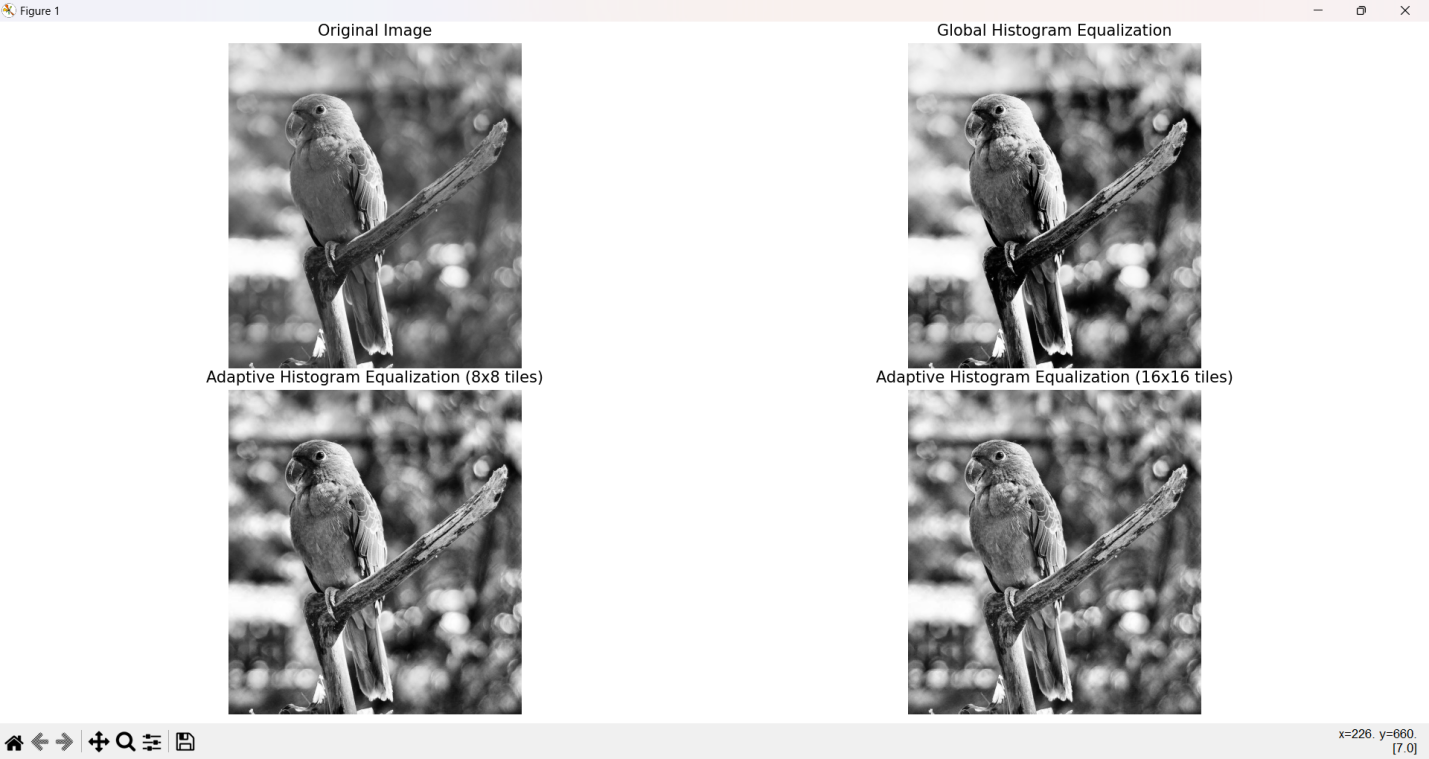 Figure 1
Original Image
Global Histogram Equalization
Adaptive Histogram Equalization (8x8 tiles)
Adaptive Histogram Equalization (16x16 tiles)
x=226. y=660.
[7.0]